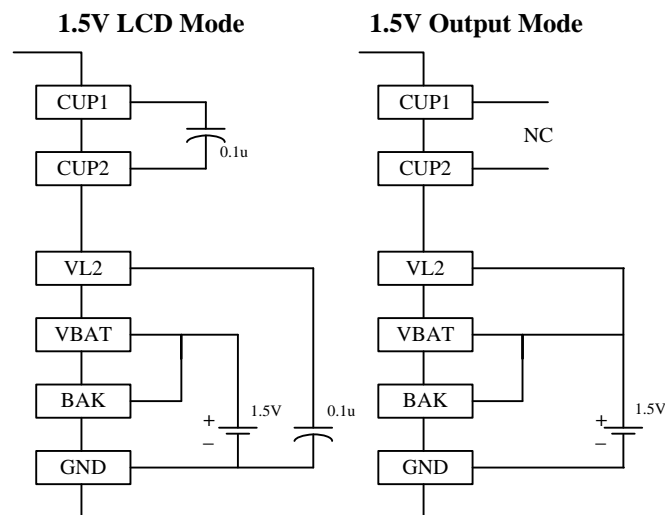 1.5V LCD Mode
CUP1
CUP2
0.1u
VL2
VBAT
BAK
GND
+
–
1.5V
0.1u
1.5V Output Mode
CUP1
NC
CUP2
VL2
VBAT
BAK
GND
+
–
1.5V